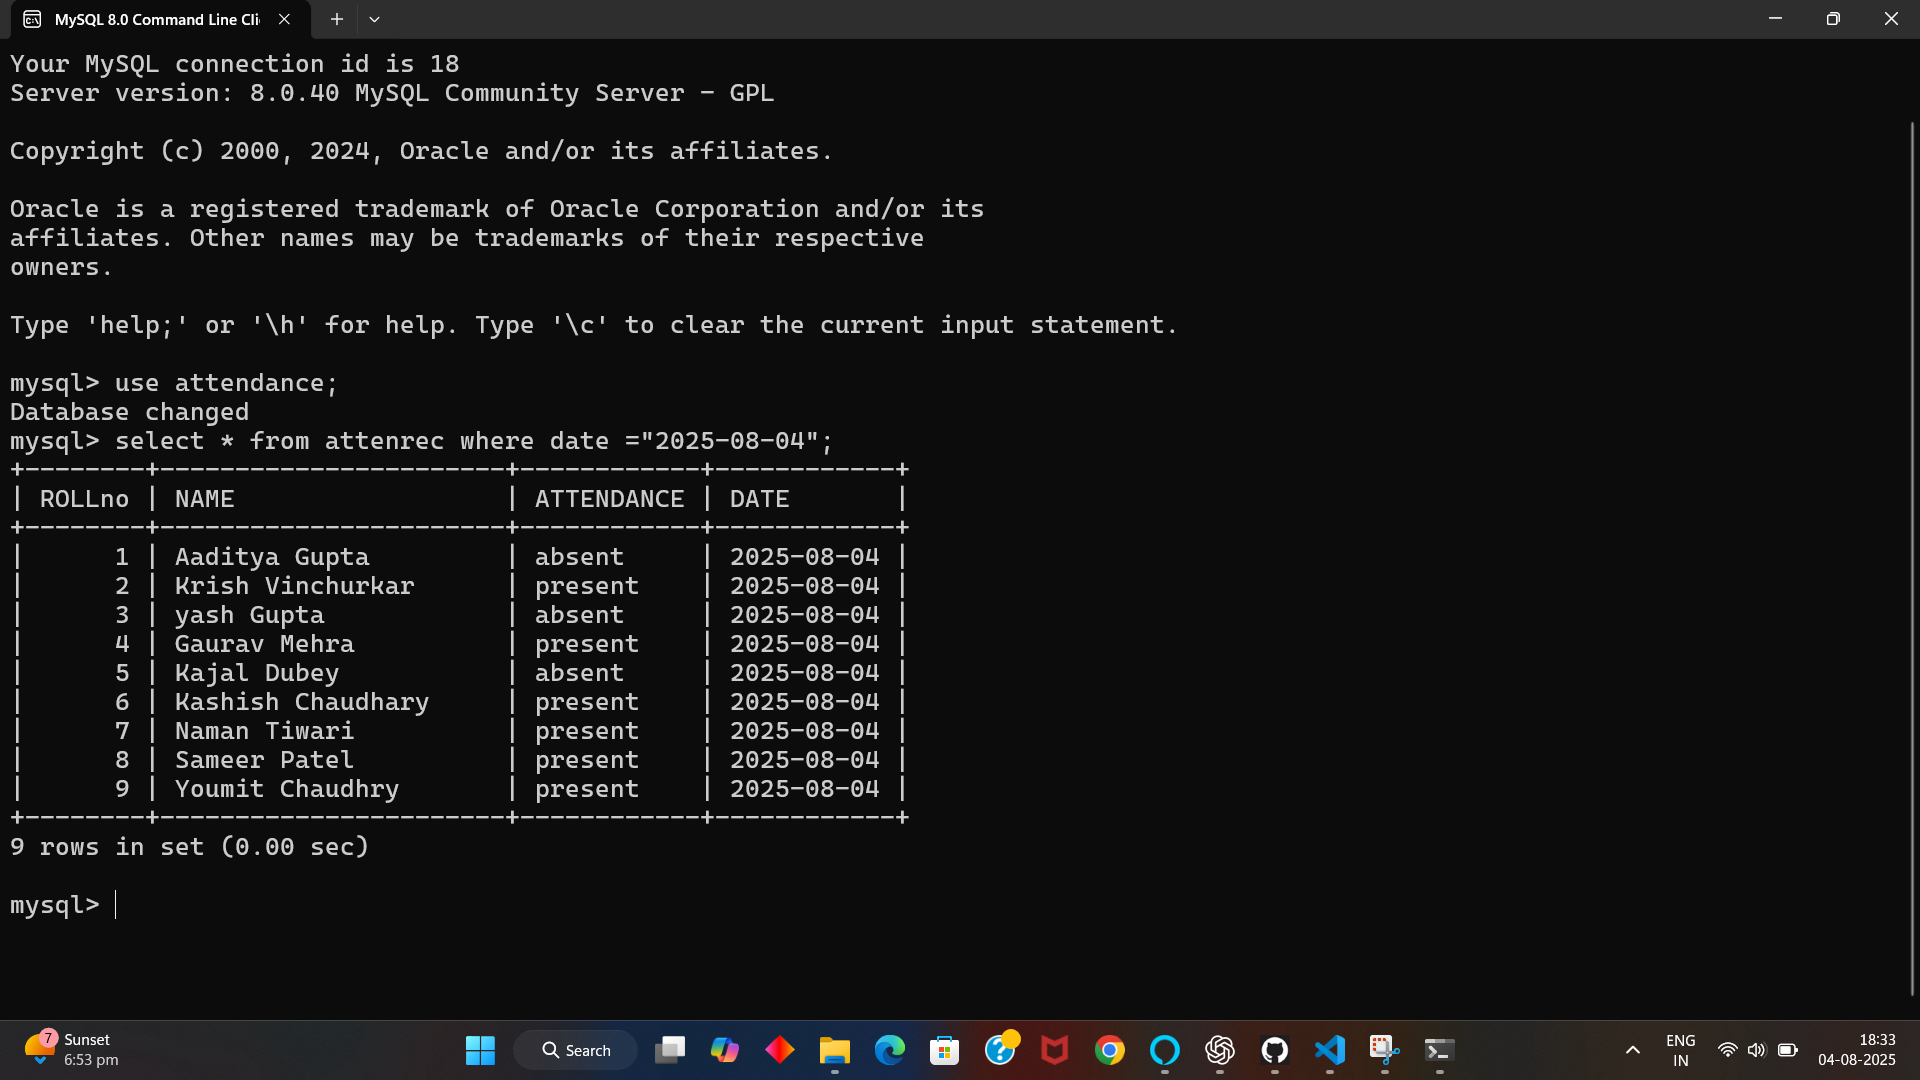 MySQL 8.0 Command Line Cli
Your MySQL connection id is 18
Server version: 8.0.40 MySQL Community Server - GPL
Copyright (c) 2000, 2024, Oracle and/or its affiliates.
Oracle is a registered trademark of Oracle Corporation and/or its
affiliates. Other names may be trademarks of their respective
owners.
Type 'help;' or '\h' for help. Type '\c' to clear the current input statement.
mysql> use attendance;
Database changed
mysql> select * from attenrec where date ="2025-08-04";
+--------+-----------------------+------------+------------+
| ROLLno | NAME                  | ATTENDANCE | DATE       |
+--------+-----------------------+------------+------------+
|      1 | Aaditya Gupta         | absent     | 2025-08-04 |
|      2 | Krish Vinchurkar      | present    | 2025-08-04 |
|      3 | yash Gupta            | absent     | 2025-08-04 |
|      4 | Gaurav Mehra          | present    | 2025-08-04 |
|      5 | Kajal Dubey           | absent     | 2025-08-04 |
|      6 | Kashish Chaudhary     | present    | 2025-08-04 |
|      7 | Naman Tiwari          | present    | 2025-08-04 |
|      8 | Sameer Patel          | present    | 2025-08-04 |
|      9 | Youmit Chaudhry       | present    | 2025-08-04 |
+--------+-----------------------+------------+------------+
9 rows in set (0.00 sec)
mysql>
7
Sunset
6:53 pm
Search
ENG
IN
18:33
04-08-2025